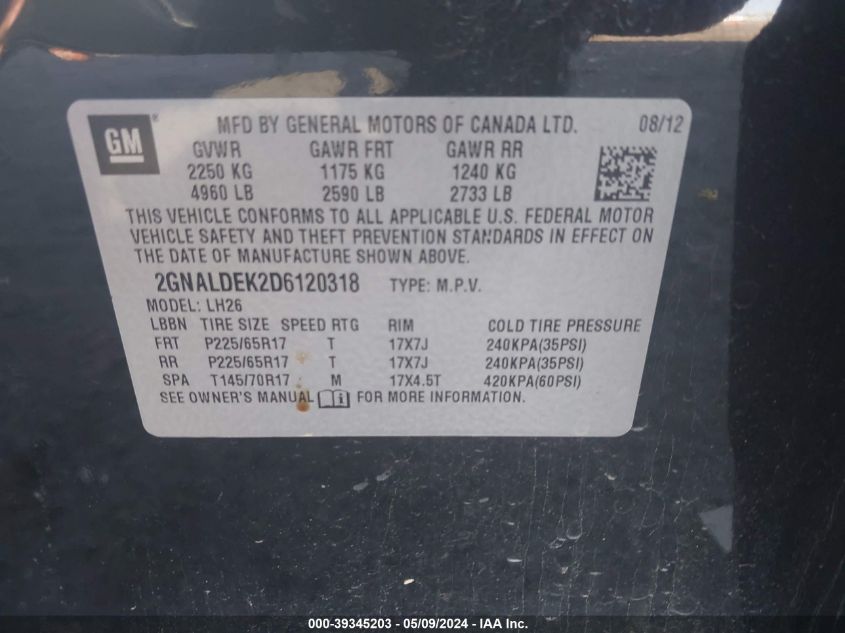 GM ® MFD BY GENERAL MOTORS OF CANADA LTD. 08/12
GVWR GAWR FRT GAWR RR
2250 KG 1175 KG 1240 KG
4960 LB 2590 LB 2733 LB
THIS VEHICLE CONFORMS TO ALL APPLICABLE U.S. FEDERAL MOTOR
VEHICLE SAFETY AND THEFT PREVENTION STANDARDS IN EFFECT ON
THE DATE OF MANUFACTURE SHOWN ABOVE.
2GNALDEK2D6120318 TYPE: M.P.V.
MODEL: LH26
LBBN TIRE SIZE SPEED RTG RIM COLD TIRE PRESSURE
FRT P225/65R17 T 17X7J 240KPA(35PSI)
RR P225/65R17 T 17X7J 240KPA(35PSI)
SPA T145/70R17 M 17X4.5T 420KPA(60PSI)
SEE OWNER'S MANUAL i FOR MORE INFORMATION.
000-39345203 - 05/09/2024 - IAA Inc.